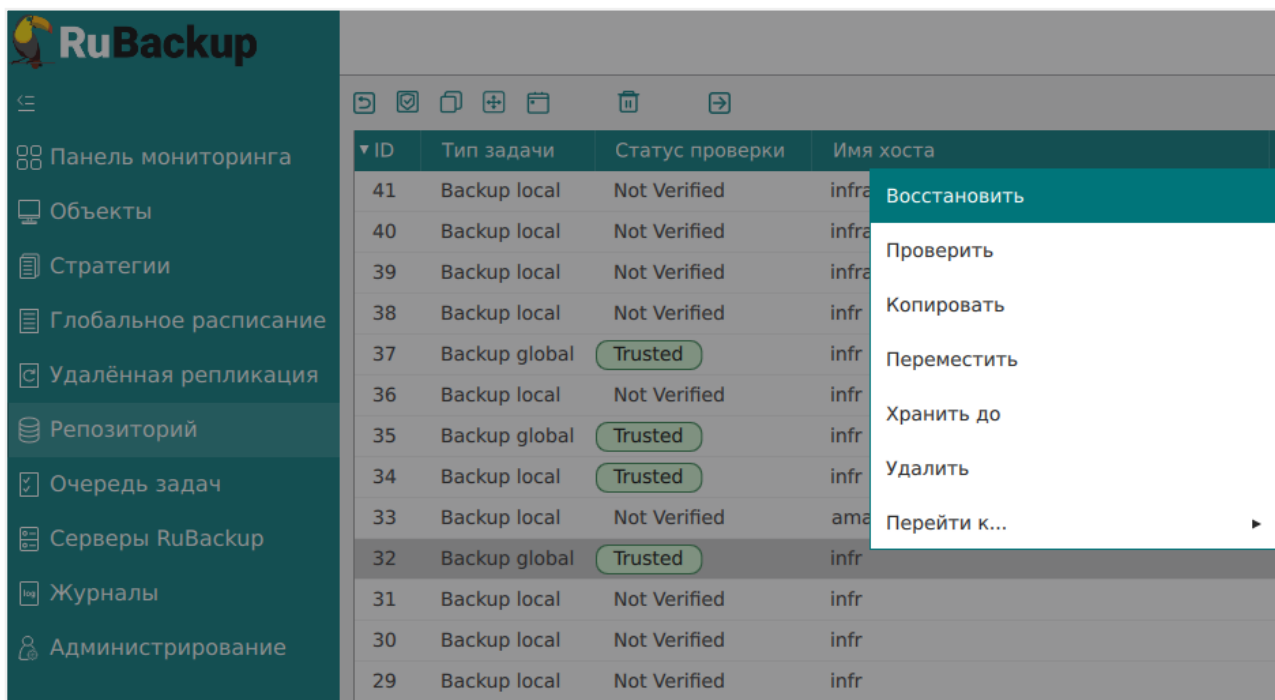 RuBackup
Панель мониторинга
Объекты
Стратегии
Глобальное расписание
Удалённая репликация
Репозиторий
Очередь задач
Серверы RuBackup
log Журналы
Администрирование
ID Тип задачи Статус проверки Имя хоста
41 Backup local Not Verified infra
40 Backup local Not Verified infra
39 Backup local Not Verified infra
38 Backup local Not Verified infr
37 Backup global Trusted infr
36 Backup local Not Verified infr
35 Backup global Trusted infr
34 Backup local Trusted infr
33 Backup local Not Verified ama
32 Backup global Trusted infr
31 Backup local Not Verified infr
30 Backup local Not Verified infr
29 Backup local Not Verified infr
Восстановить
Проверить
Копировать
Переместить
Хранить до
Удалить
Перейти к...